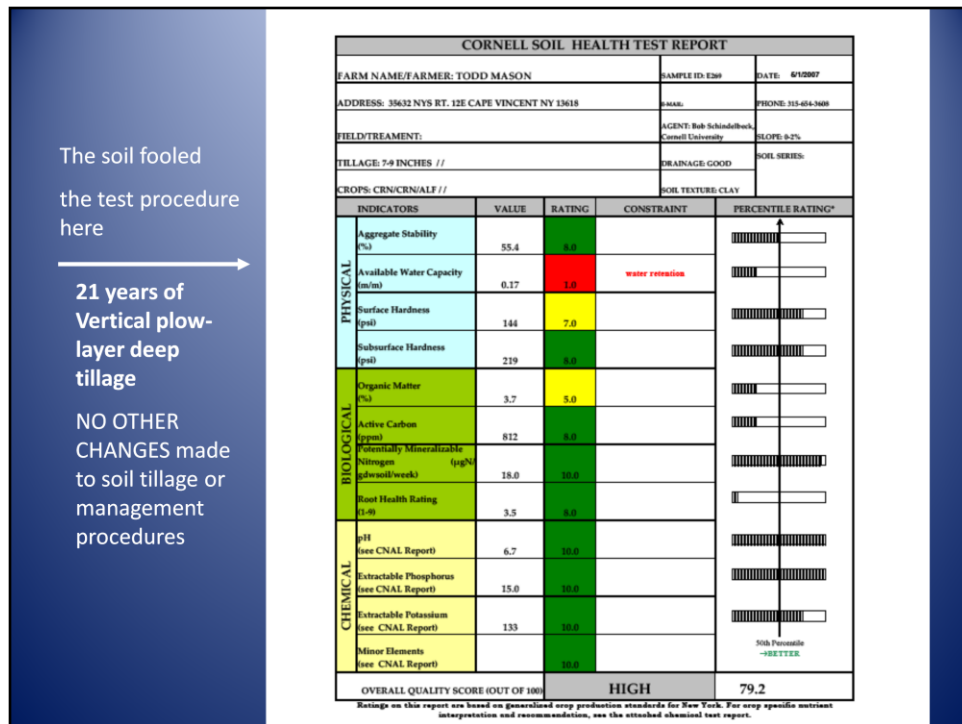 The soil fooled
the test procedure
here
21 years of
Vertical plow-
layer deep
tillage
NO OTHER
CHANGES made
to soil tillage or
management
procedures
CORNELL SOIL HEALTH TEST REPORT
FARM NAME/FARMER: TODD MASON SAMPLE ID: E269 DATE: 6/1/2007
ADDRESS: 35632 NYS RT. 12E CAPE VINCENT NY 13618 E-MAIL: PHONE: 315-654-3608
FIELD/TREAMENT: AGENT: Bob Schindelbeck, Cornell University SLOPE: 0-2%
TILLAGE: 7-9 INCHES // DRAINAGE: GOOD SOIL SERIES:
CROPS: CRN/CRN/ALF // SOIL TEXTURE: CLAY
INDICATORS VALUE RATING CONSTRAINT PERCENTILE RATING*
PHYSICAL
Aggregate Stability
(%) 55.4 8.0
Available Water Capacity
(m/m) 0.17 1.0 water retention
Surface Hardness
(psi) 144 7.0
Subsurface Hardness
(psi) 219 8.0
BIOLOGICAL
Organic Matter
(%) 3.7 5.0
Active Carbon
(ppm) 812 8.0
Potentially Mineralizable
Nitrogen (µgN/
gdwsoil/week) 18.0 10.0
Root Health Rating
(1-9) 3.5 8.0
CHEMICAL
pH
(see CNAL Report) 6.7 10.0
Extractable Phosphorus
(see CNAL Report) 15.0 10.0
Extractable Potassium
(see CNAL Report) 133 10.0
Minor Elements
(see CNAL Report) 10.0
50th Percentile
→BETTER
OVERALL QUALITY SCORE (OUT OF 100) HIGH 79.2
Ratings on this report are based on generalized crop production standards for New York. For crop specific nutrient
interpretation and recommendation, see the attached chemical test report.